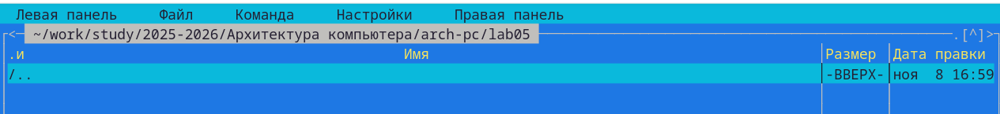 Левая панель Файл Команда Настройки Правая панель
<─ ~/work/study/2025-2026/Архитектура компьютера/arch-pc/lab05 .[^]>
.и Имя Размер Дата правки
/.. -ВВЕРХ- ноя 8 16:59